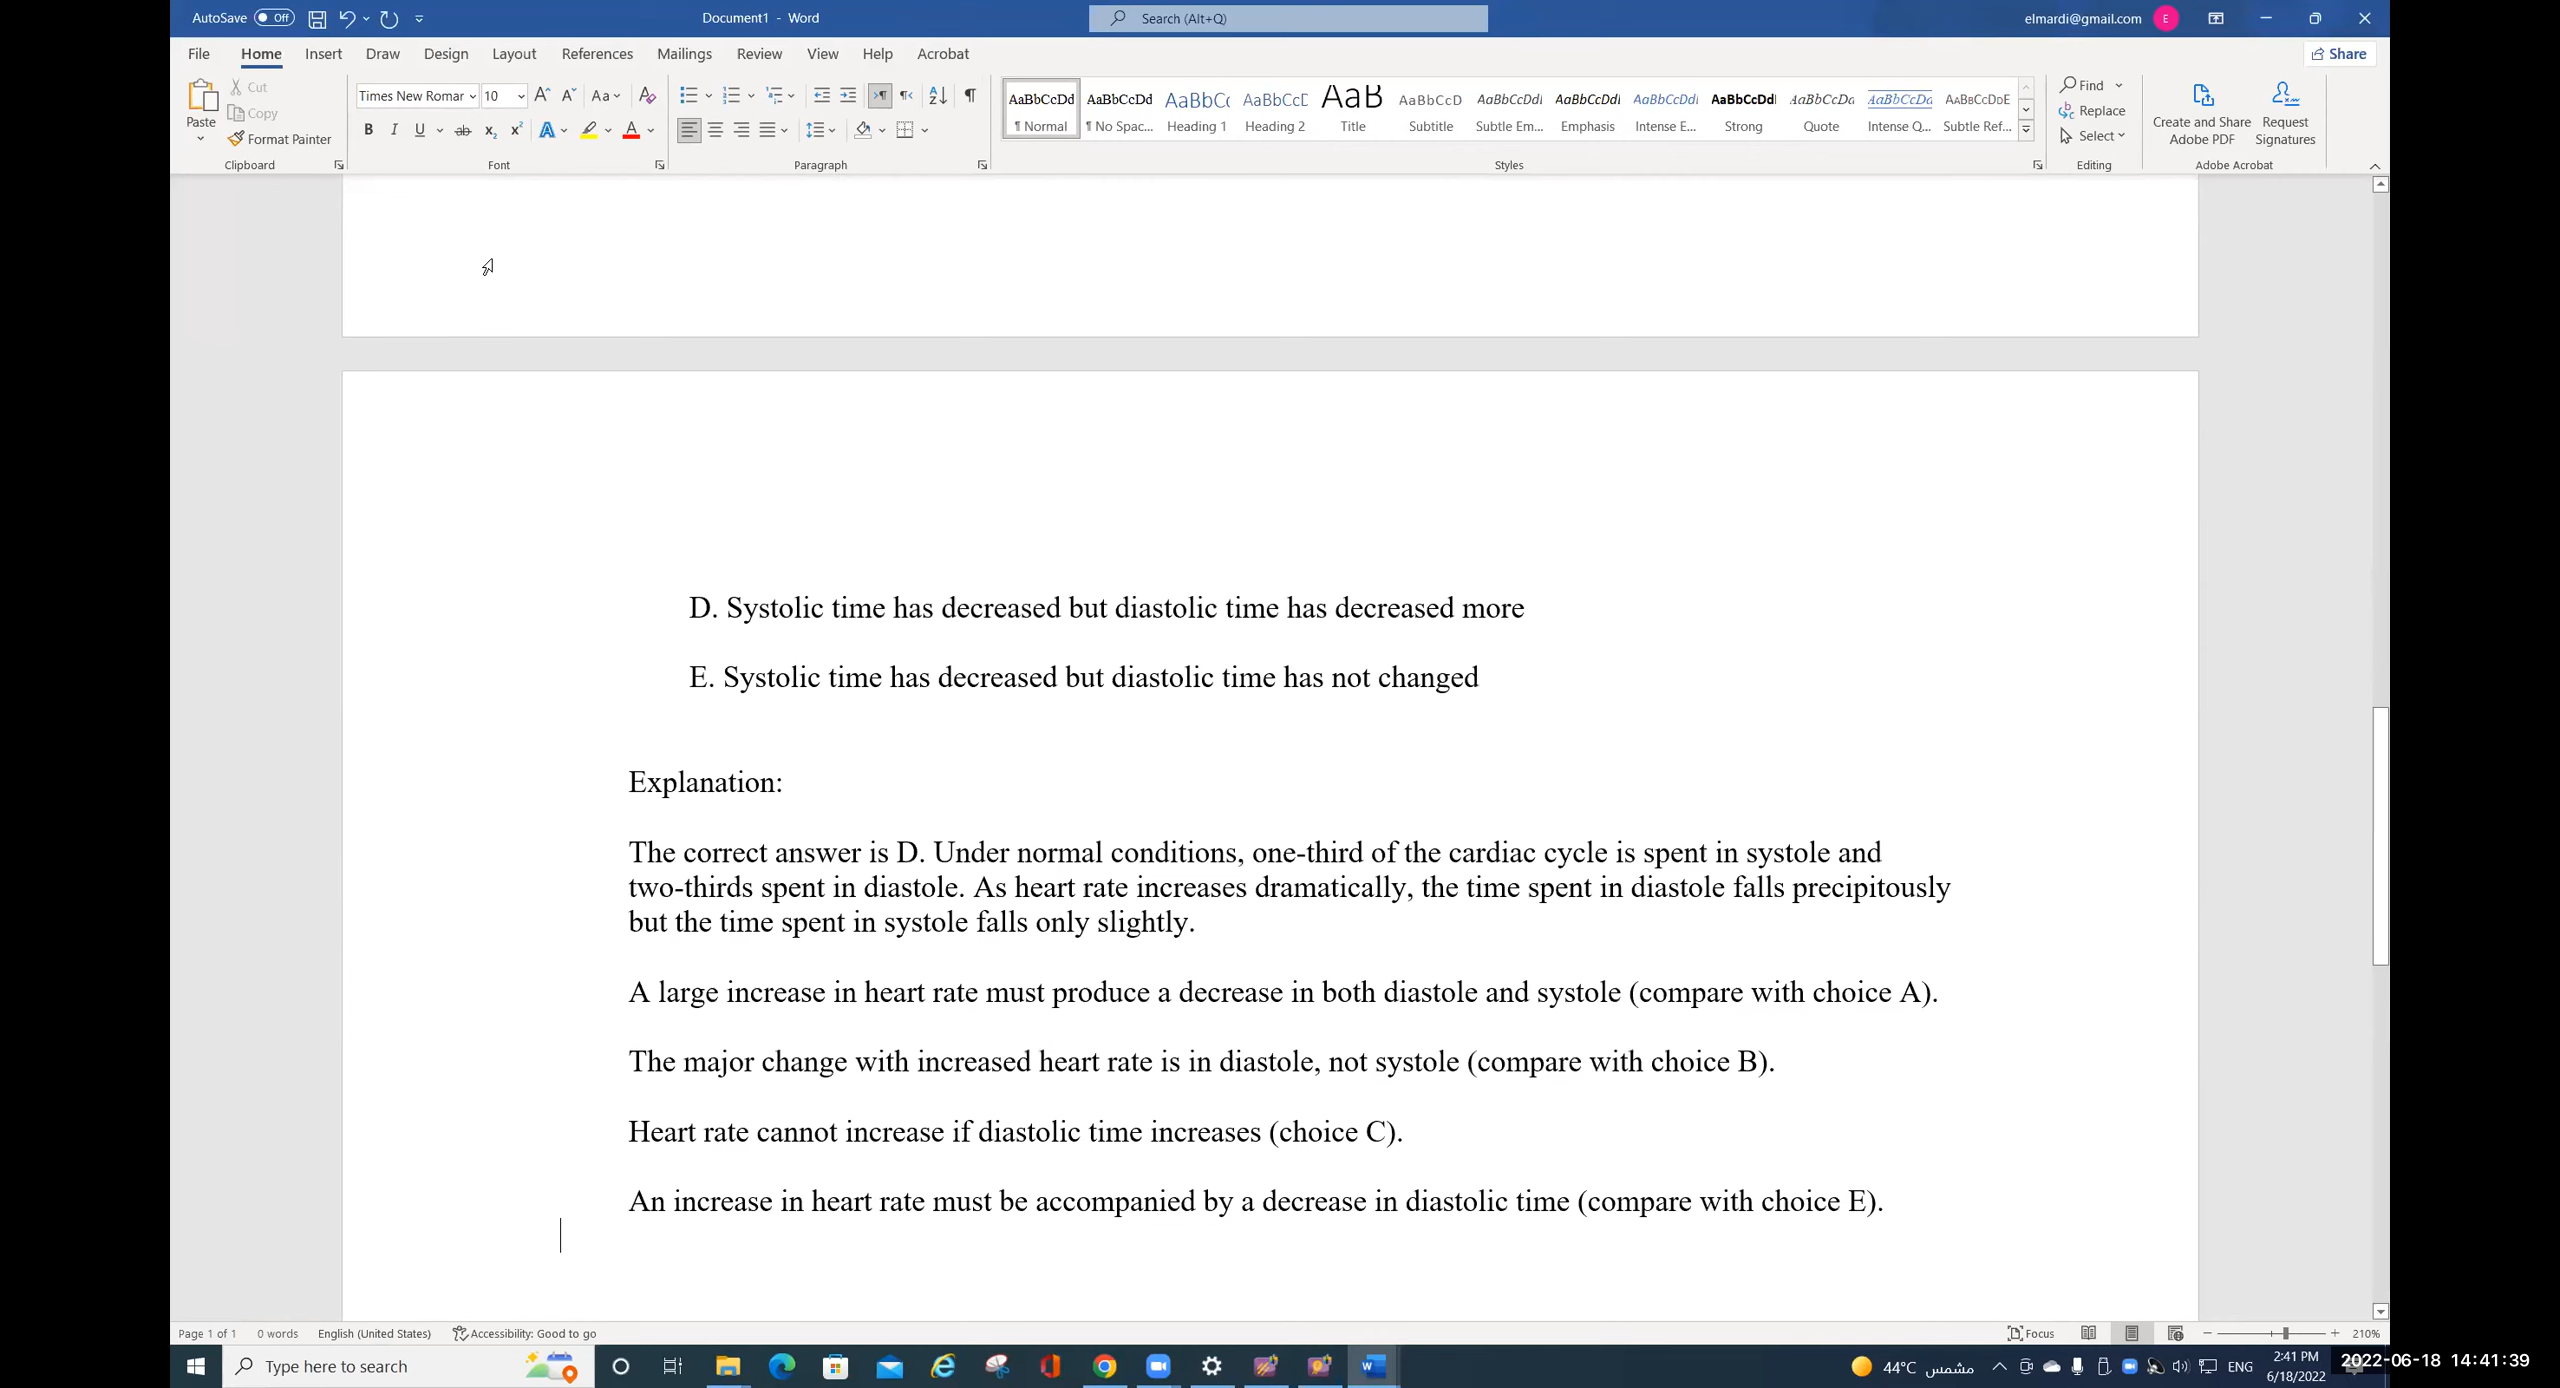 AutoSave Off
Document1 - Word
Search (Alt+Q)
elmardi@gmail.com E
File Home Insert Draw Design Layout References Mailings Review View Help Acrobat Share
Paste
Cut
Copy
Format Painter
Clipboard
Times New Romar 10
Font
Paragraph
AaBbCcDd AaBbCcDd AaBbCc AaBbCcD AaB AaBbCcD AaBbCcDd AaBbCcDd AaBbCcDd AaBbCcDd AaBbCcDd AaBbCcDd AaBbCcDdE
¶ Normal ¶ No Spac... Heading 1 Heading 2 Title Subtitle Subtle Em... Emphasis Intense E... Strong Quote Intense Q... Subtle Ref...
Styles
Find
Replace
Select
Editing
Create and Share
Adobe PDF
Request
Signatures
Adobe Acrobat
D. Systolic time has decreased but diastolic time has decreased more
E. Systolic time has decreased but diastolic time has not changed
Explanation:
The correct answer is D. Under normal conditions, one-third of the cardiac cycle is spent in systole and
two-thirds spent in diastole. As heart rate increases dramatically, the time spent in diastole falls precipitously
but the time spent in systole falls only slightly.
A large increase in heart rate must produce a decrease in both diastole and systole (compare with choice A).
The major change with increased heart rate is in diastole, not systole (compare with choice B).
Heart rate cannot increase if diastolic time increases (choice C).
An increase in heart rate must be accompanied by a decrease in diastolic time (compare with choice E).
Page 1 of 1 0 words English (United States) Accessibility: Good to go
Focus 210%
Type here to search
44°C مشمس
ENG
2:41 PM
6/18/2022
2022-06-18 14:41:39